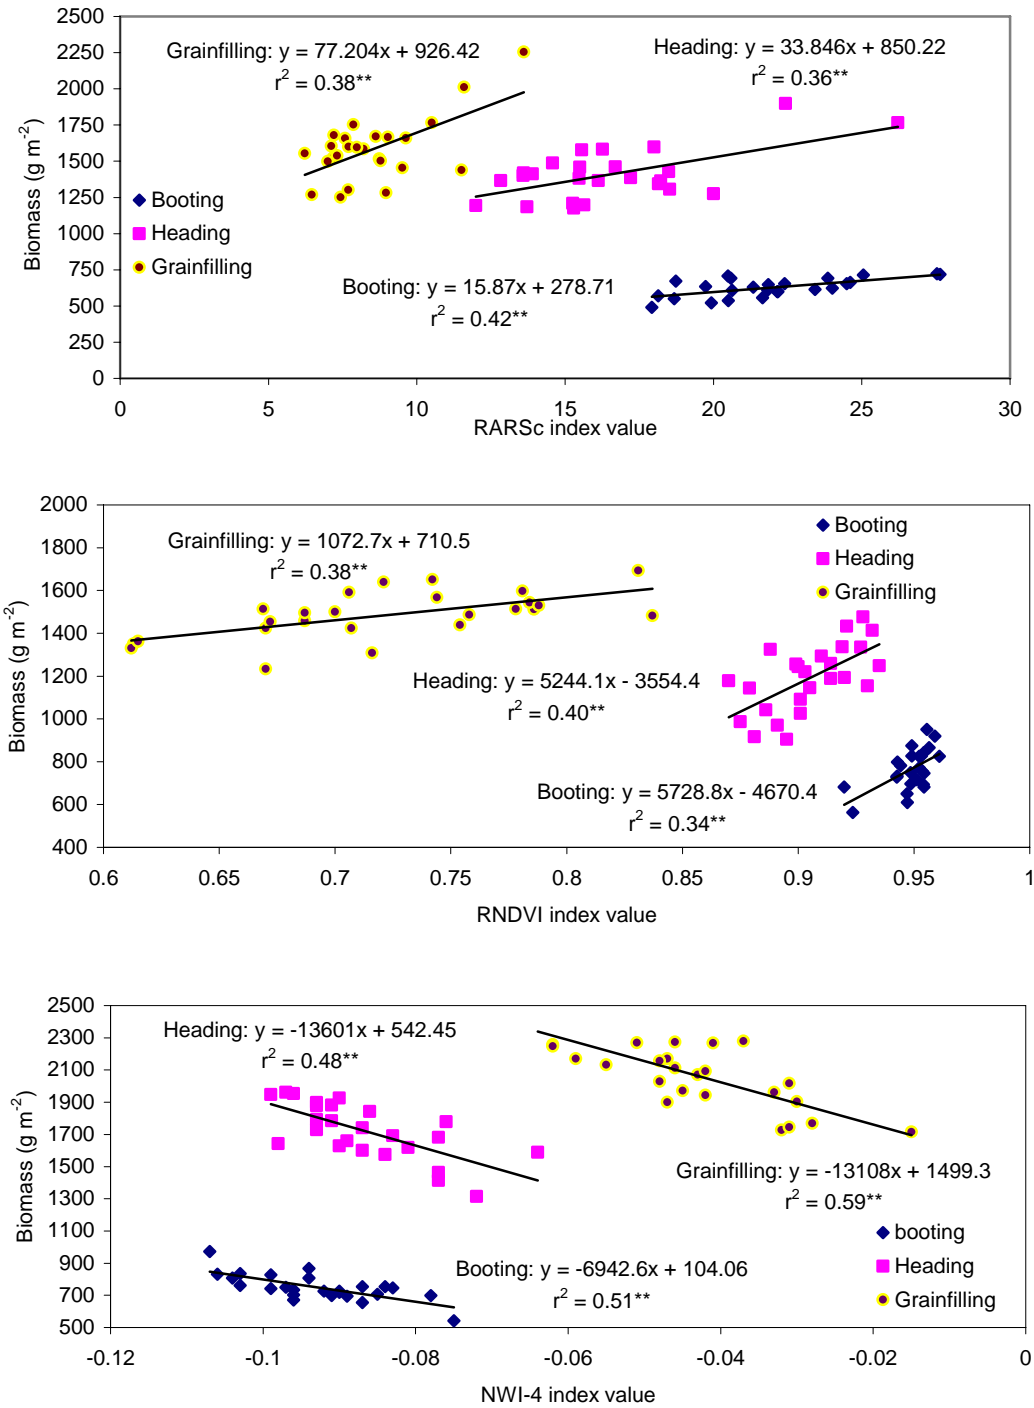 2500
2250
2000
1750
1500
1250
1000
750
500
250
0
Biomass (g m-2)
Grainfilling: y = 77.204x + 926.42
r2 = 0.38**
Heading: y = 33.846x + 850.22
r2 = 0.36**
Booting
Heading
Grainfilling
Booting: y = 15.87x + 278.71
r2 = 0.42**
0 5 10 15 20 25 30
RARSc index value
2000
1800
1600
1400
1200
1000
800
600
400
Biomass (g m-2)
Grainfilling: y = 1072.7x + 710.5
r2 = 0.38**
Booting
Heading
Grainfilling
Heading: y = 5244.1x - 3554.4
r2 = 0.40**
Booting: y = 5728.8x - 4670.4
r2 = 0.34**
0.6 0.65 0.7 0.75 0.8 0.85 0.9 0.95 1
RNDVI index value
2500
2300
2100
1900
1700
1500
1300
1100
900
700
500
Biomass (g m-2)
Heading: y = -13601x + 542.45
r2 = 0.48**
Grainfilling: y = -13108x + 1499.3
r2 = 0.59**
booting
Heading
Grainfilling
Booting: y = -6942.6x + 104.06
r2 = 0.51**
-0.12 -0.1 -0.08 -0.06 -0.04 -0.02 0
NWI-4 index value